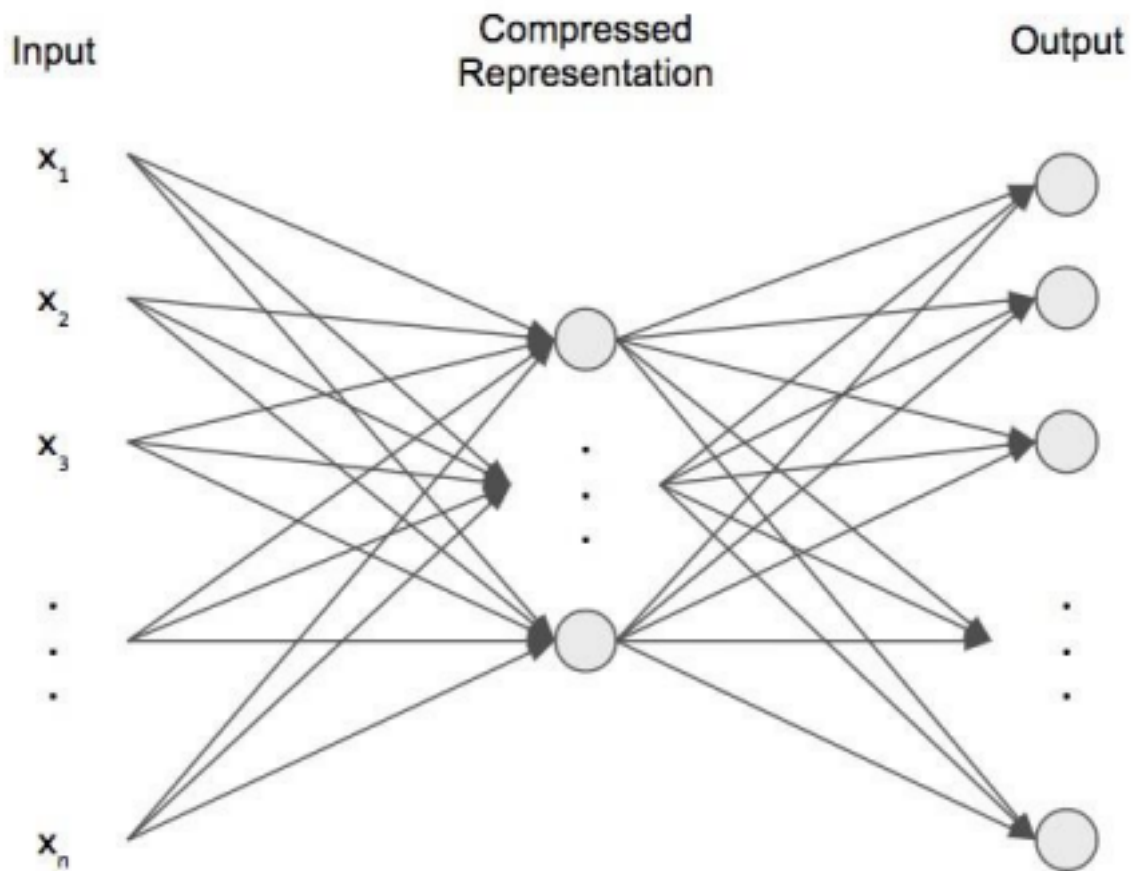 Input
Compressed
Representation
Output
x₁
x₂
x₃
.
.
.
xₙ